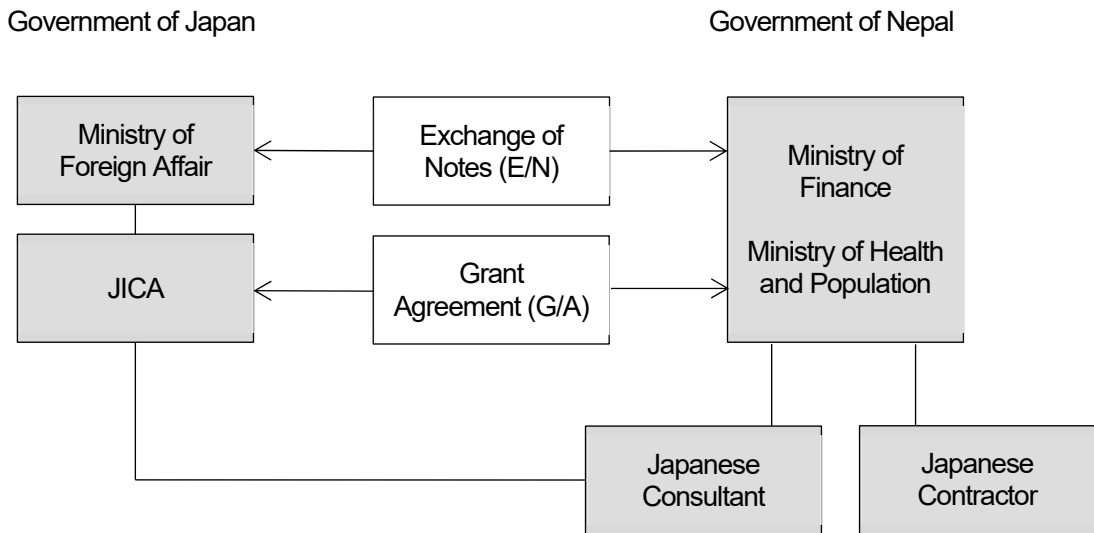 Government of Japan
Government of Nepal
Ministry of
Foreign Affair
Exchange of
Notes (E/N)
Ministry of
Finance
Ministry of Health
and Population
JICA
Grant
Agreement (G/A)
Japanese
Consultant
Japanese
Contractor